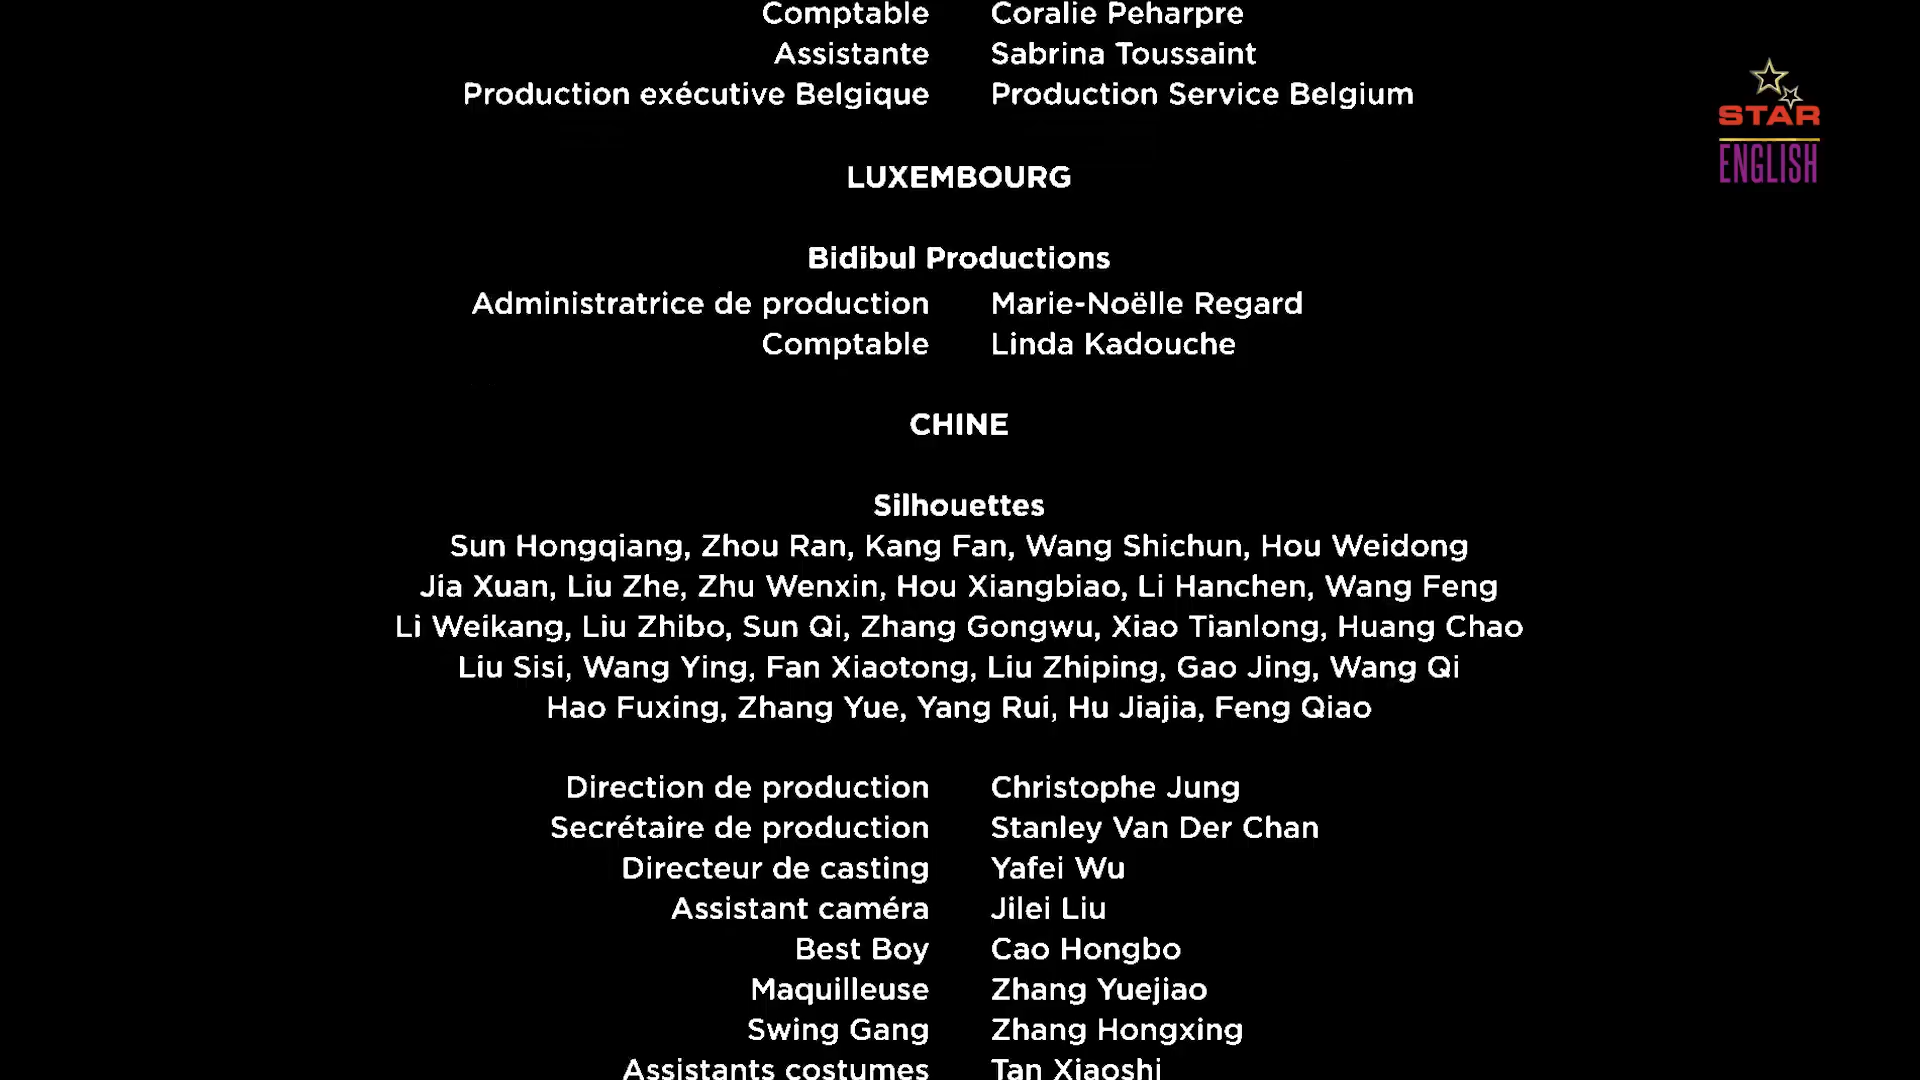 Comptable Coralie Peharpre
Assistante Sabrina Toussaint
Production exécutive Belgique Production Service Belgium
STAR
ENGLISH
LUXEMBOURG
Bidibul Productions
Administratrice de production Marie-Noëlle Regard
Comptable Linda Kadouche
CHINE
Silhouettes
Sun Hongqiang, Zhou Ran, Kang Fan, Wang Shichun, Hou Weidong
Jia Xuan, Liu Zhe, Zhu Wenxin, Hou Xiangbiao, Li Hanchen, Wang Feng
Li Weikang, Liu Zhibo, Sun Qi, Zhang Gongwu, Xiao Tianlong, Huang Chao
Liu Sisi, Wang Ying, Fan Xiaotong, Liu Zhiping, Gao Jing, Wang Qi
Hao Fuxing, Zhang Yue, Yang Rui, Hu Jiajia, Feng Qiao
Direction de production Christophe Jung
Secrétaire de production Stanley Van Der Chan
Directeur de casting Yafei Wu
Assistant caméra Jilei Liu
Best Boy Cao Hongbo
Maquilleuse Zhang Yuejiao
Swing Gang Zhang Hongxing
Assistants costumes Tan Xiaoshi